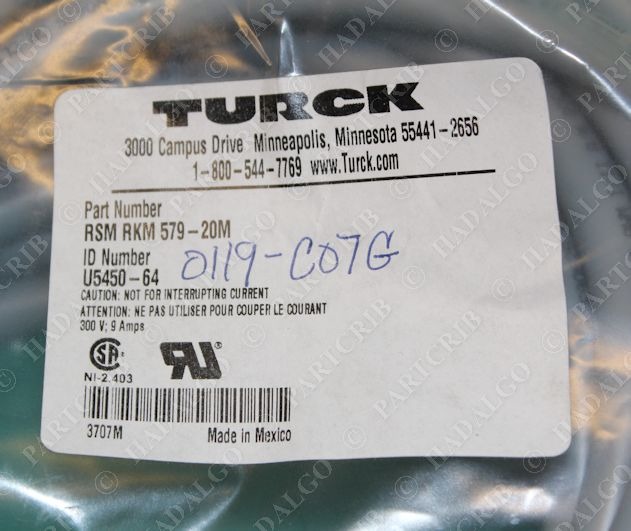 TURCK
3000 Campus Drive Minneapolis, Minnesota 55441-2656
1-800-544-7769 www.Turck.com
Part Number
RSM RKM 579-20M
ID Number
U5450-64 0119-C07G
CAUTION: NOT FOR INTERRUPTING CURRENT
ATTENTION: NE PAS UTILISER POUR COUPER LE COURANT
300 V; 9 Amps
NI-2.403
3707M Made in Mexico
© PARTCRIB
© HADALGO